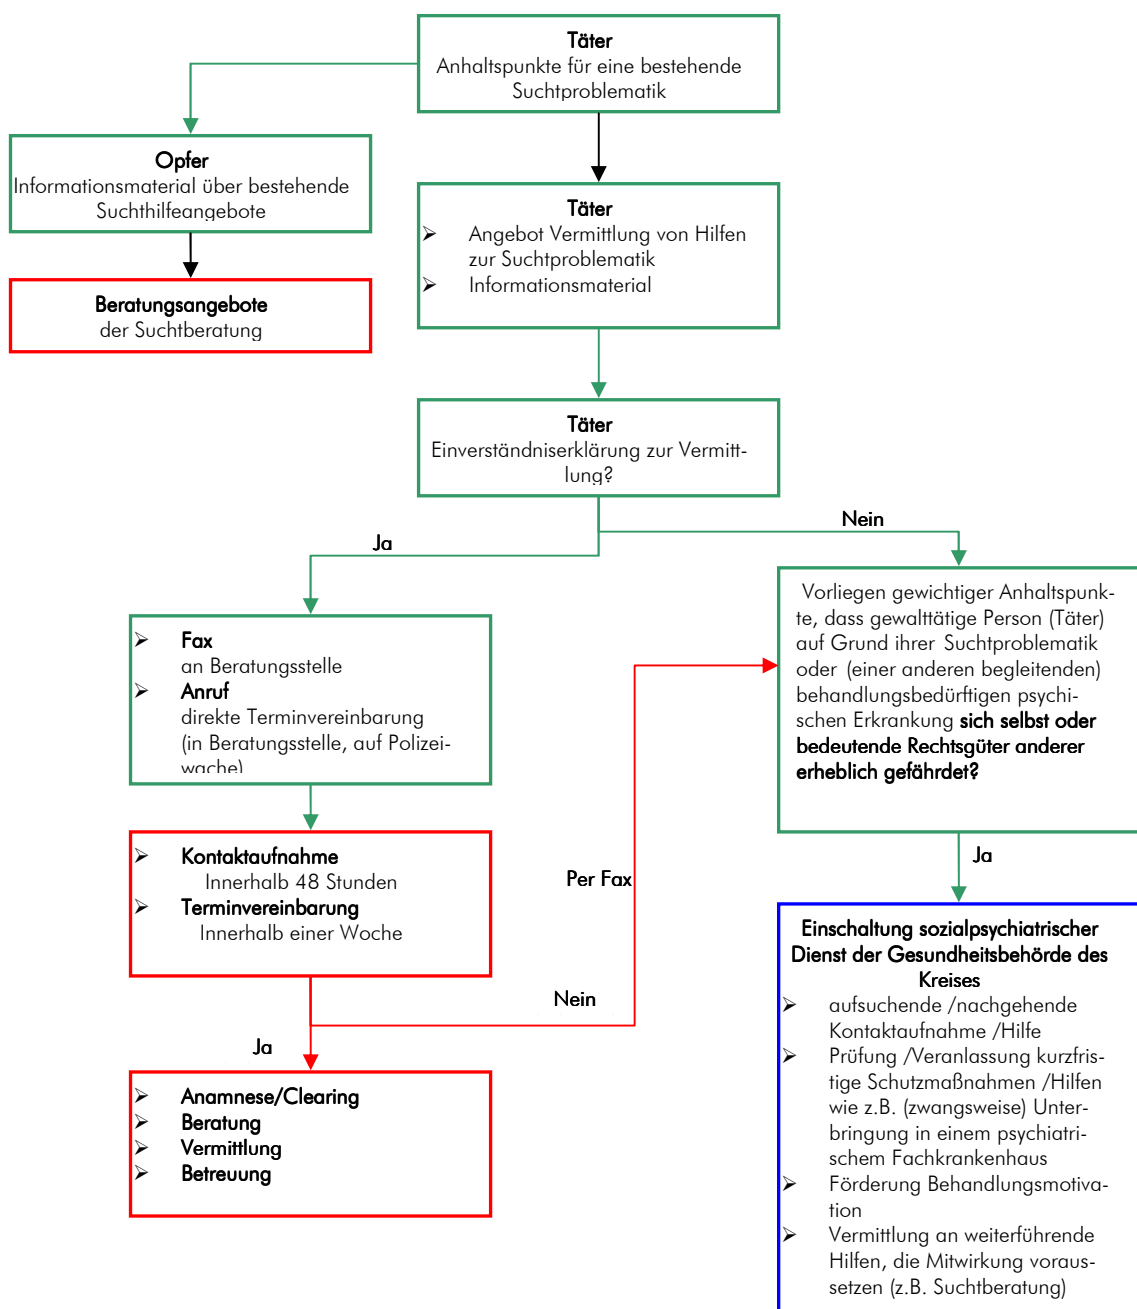 Täter
Anhaltspunkte für eine bestehende
Suchtproblematik
Opfer
Informationsmaterial über bestehende
Suchthilfeangebote
Beratungsangebote
der Suchtberatung
Täter
➢ Angebot Vermittlung von Hilfen
zur Suchtproblematik
➢ Informationsmaterial
Täter
Einverständniserklärung zur Vermitt-
lung?
Ja
Nein
➢ Fax
an Beratungsstelle
➢ Anruf
direkte Terminvereinbarung
(in Beratungsstelle, auf Polizei-
wache)
Vorliegen gewichtiger Anhaltspunk-
te, dass gewalttätige Person (Täter)
auf Grund ihrer Suchtproblematik
oder (einer anderen begleitenden)
behandlungsbedürftigen psychi-
schen Erkrankung sich selbst oder
bedeutende Rechtsgüter anderer
erheblich gefährdet?
➢ Kontaktaufnahme
Innerhalb 48 Stunden
➢ Terminvereinbarung
Innerhalb einer Woche
Per Fax
Nein
Ja
Ja
➢ Anamnese/Clearing
➢ Beratung
➢ Vermittlung
➢ Betreuung
Einschaltung sozialpsychiatrischer
Dienst der Gesundheitsbehörde des
Kreises
➢ aufsuchende /nachgehende
Kontaktaufnahme /Hilfe
➢ Prüfung /Veranlassung kurzfris-
tige Schutzmaßnahmen /Hilfen
wie z.B. (zwangsweise) Unter-
bringung in einem psychiatri-
schem Fachkrankenhaus
➢ Förderung Behandlungsmotiva-
tion
➢ Vermittlung an weiterführende
Hilfen, die Mitwirkung voraus-
setzen (z.B. Suchtberatung)